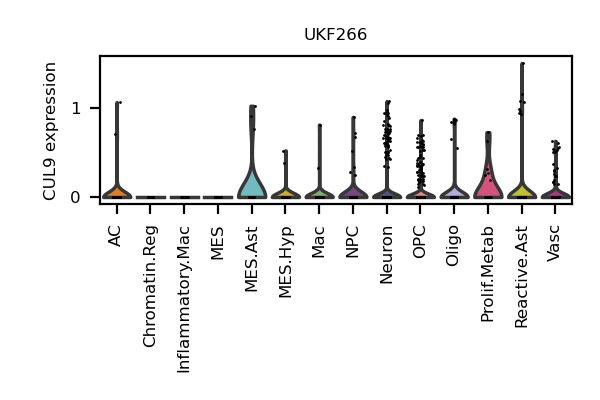 UKF266
CUL9 expression
1
0
AC
Chromatin.Reg
Inflammatory.Mac
MES
MES.Ast
MES.Hyp
Mac
NPC
Neuron
OPC
Oligo
Prolif.Metab
Reactive.Ast
Vasc